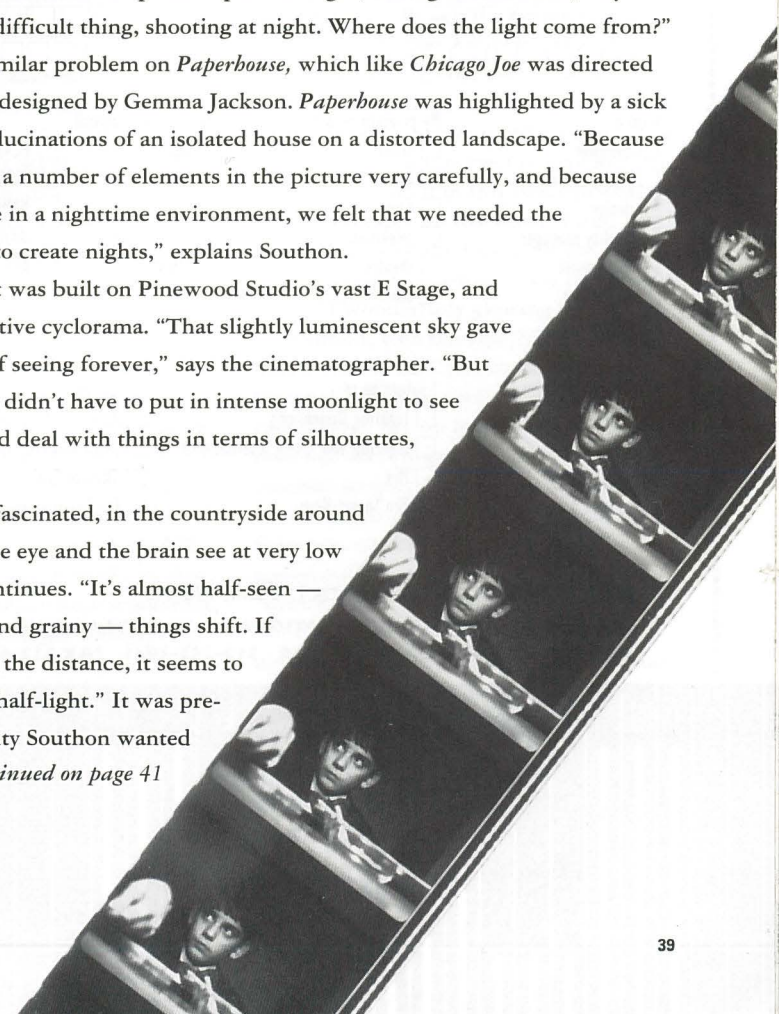 difficult thing, shooting at night. Where does the light come from?”
milar problem on Paperhouse, which like Chicago Joe was directed
designed by Gemma Jackson. Paperhouse was highlighted by a sick
lucinations of an isolated house on a distorted landscape. “Because
a number of elements in the picture very carefully, and because
in a nighttime environment, we felt that we needed the
o create nights,” explains Southon.
was built on Pinewood Studio’s vast E Stage, and
tive cyclorama. “That slightly luminescent sky gave
f seeing forever,” says the cinematographer. “But
didn’t have to put in intense moonlight to see
d deal with things in terms of silhouettes,
fascinated, in the countryside around
e eye and the brain see at very low
ntinues. “It’s almost half-seen —
nd grainy — things shift. If
the distance, it seems to
half-light.” It was pre-
ty Southon wanted
inued on page 41
39